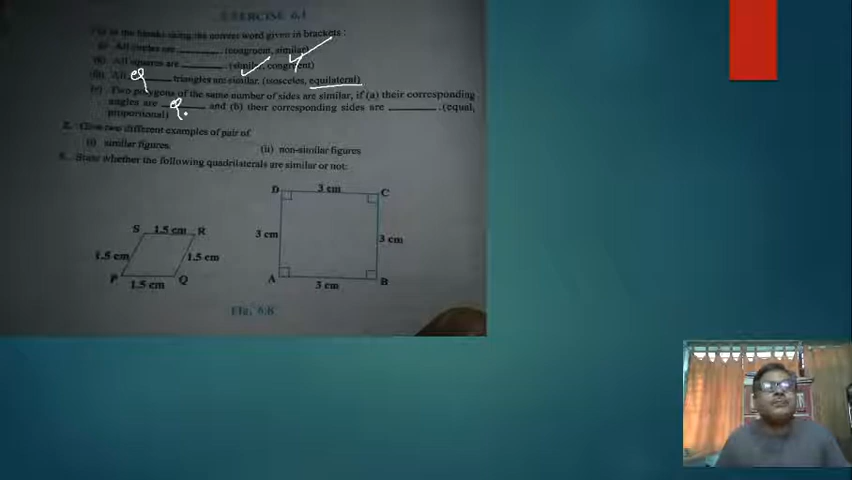 EXERCISE 6.1
in the blanks using the correct word given in brackets :
(i) All circles are ________. (congruent, similar)
(ii) All squares are ________. (similar, congruent)
(iii) All eq triangles are similar. (isosceles, equilateral)
(iv) Two polygons of the same number of sides are similar, if (a) their corresponding
angles are ________ and (b) their corresponding sides are ________. (equal,
proportional)
2. Give two different examples of pair of
(i) similar figures.
(ii) non-similar figures
3. State whether the following quadrilaterals are similar or not:
D 3 cm C
S 1.5 cm R
3 cm 3 cm
1.5 cm 1.5 cm
P Q A B
1.5 cm 3 cm
Fig. 6.8